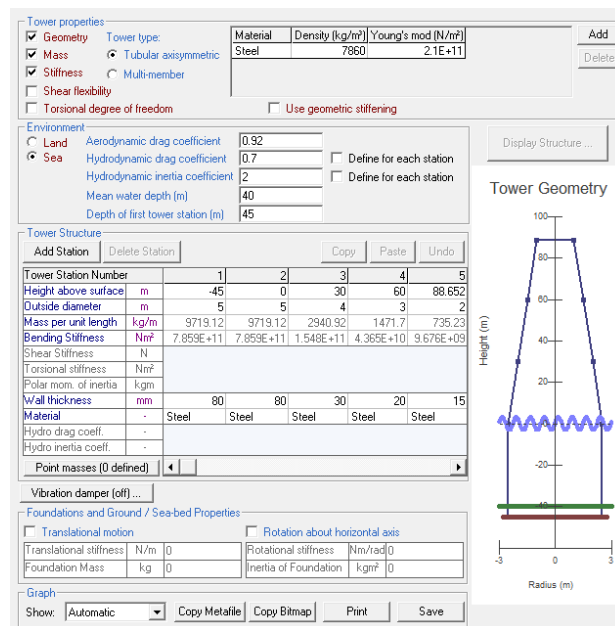 Tower properties
Geometry Tower type:
Mass Tubular axisymmetric
Stiffness Multi-member
Shear flexibility
Torsional degree of freedom Use geometric stiffening
Material Density (kg/m³) Young's mod (N/m²)
Steel 7860 2.1E+11
Add
Delete
Environment
Land Aerodynamic drag coefficient 0.92
Sea Hydrodynamic drag coefficient 0.7 Define for each station
Hydrodynamic inertia coefficient 2 Define for each station
Mean water depth (m) 40
Depth of first tower station (m) 45
Display Structure ...
Tower Structure
Add Station Delete Station Copy Paste Undo
Tower Station Number 1 2 3 4 5
Height above surface m -45 0 30 60 88.652
Outside diameter m 5 5 4 3 2
Mass per unit length kg/m 9719.12 9719.12 2940.92 1471.7 735.23
Bending Stiffness Nm² 7.859E+11 7.859E+11 1.548E+11 4.365E+10 9.676E+09
Shear Stiffness N
Torsional stiffness Nm²
Polar mom. of inertia kgm
Wall thickness mm 80 80 30 20 15
Material - Steel Steel Steel Steel Steel
Hydro drag coeff. -
Hydro inertia coeff. -
Point masses (0 defined)
Vibration damper (off) ...
Foundations and Ground / Sea-bed Properties
Translational motion Rotation about horizontal axis
Translational stiffness N/m 0 Rotational stiffness Nm/rad 0
Foundation Mass kg 0 Inertia of Foundation kgm² 0
Graph
Show: Automatic Copy Metafile Copy Bitmap Print Save
Tower Geometry
100
80
60
40
20
0
-20
-40
Height (m)
-3 0 3
Radius (m)